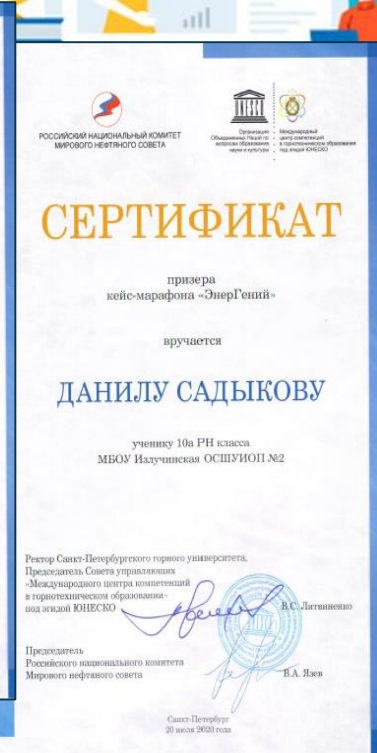 РОССИЙСКИЙ НАЦИОНАЛЬНЫЙ КОМИТЕТ
МИРОВОГО НЕФТЯНОГО СОВЕТА
Организация
Объединенных Наций по
вопросам образования,
науки и культуры
Международный
центр компетенций
в горнотехническом образовании
под эгидой ЮНЕСКО
СЕРТИФИКАТ
призера
кейс-марафона «ЭнерГений»
вручается
ДАНИЛУ САДЫКОВУ
ученику 10а РН класса
МБОУ Излучинская ОСШУИОП №2
Ректор Санкт-Петербургского горного университета,
Председатель Совета управляющих
«Международного центра компетенций
в горнотехническом образовании»
под эгидой ЮНЕСКО
В.С. Литвиненко
Председатель
Российского национального комитета
Мирового нефтяного совета
В.А. Язев
Санкт-Петербург
20 июля 2020 года